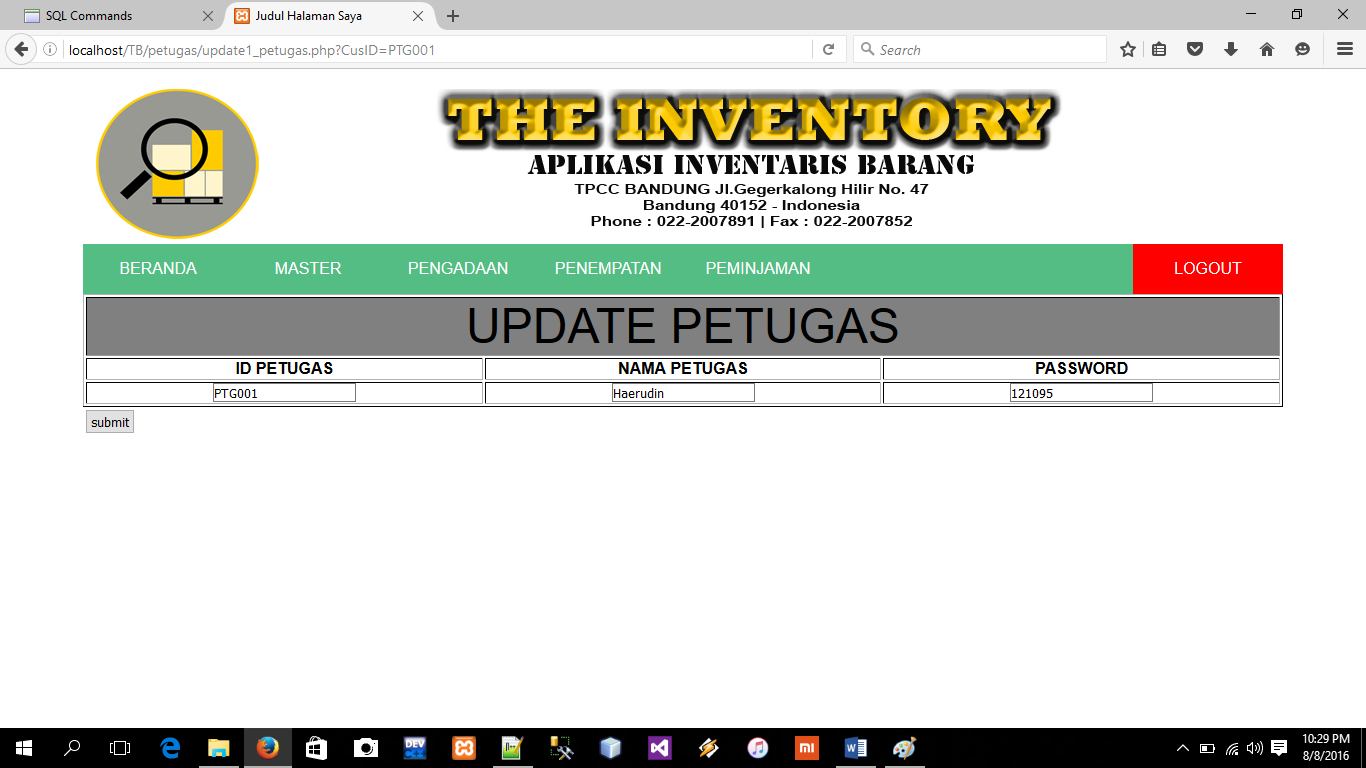 SQL Commands
Judul Halaman Saya
localhost/TB/petugas/update1_petugas.php?CusID=PTG001
Search
THE INVENTORY
APLIKASI INVENTARIS BARANG
TPCC BANDUNG Jl.Gegerkalong Hilir No. 47
Bandung 40152 - Indonesia
Phone : 022-2007891 | Fax : 022-2007852
BERANDA MASTER PENGADAAN PENEMPATAN PEMINJAMAN LOGOUT
UPDATE PETUGAS
ID PETUGAS NAMA PETUGAS PASSWORD
PTG001 Haerudin 121095
submit
DEV
mi
10:29 PM
8/8/2016